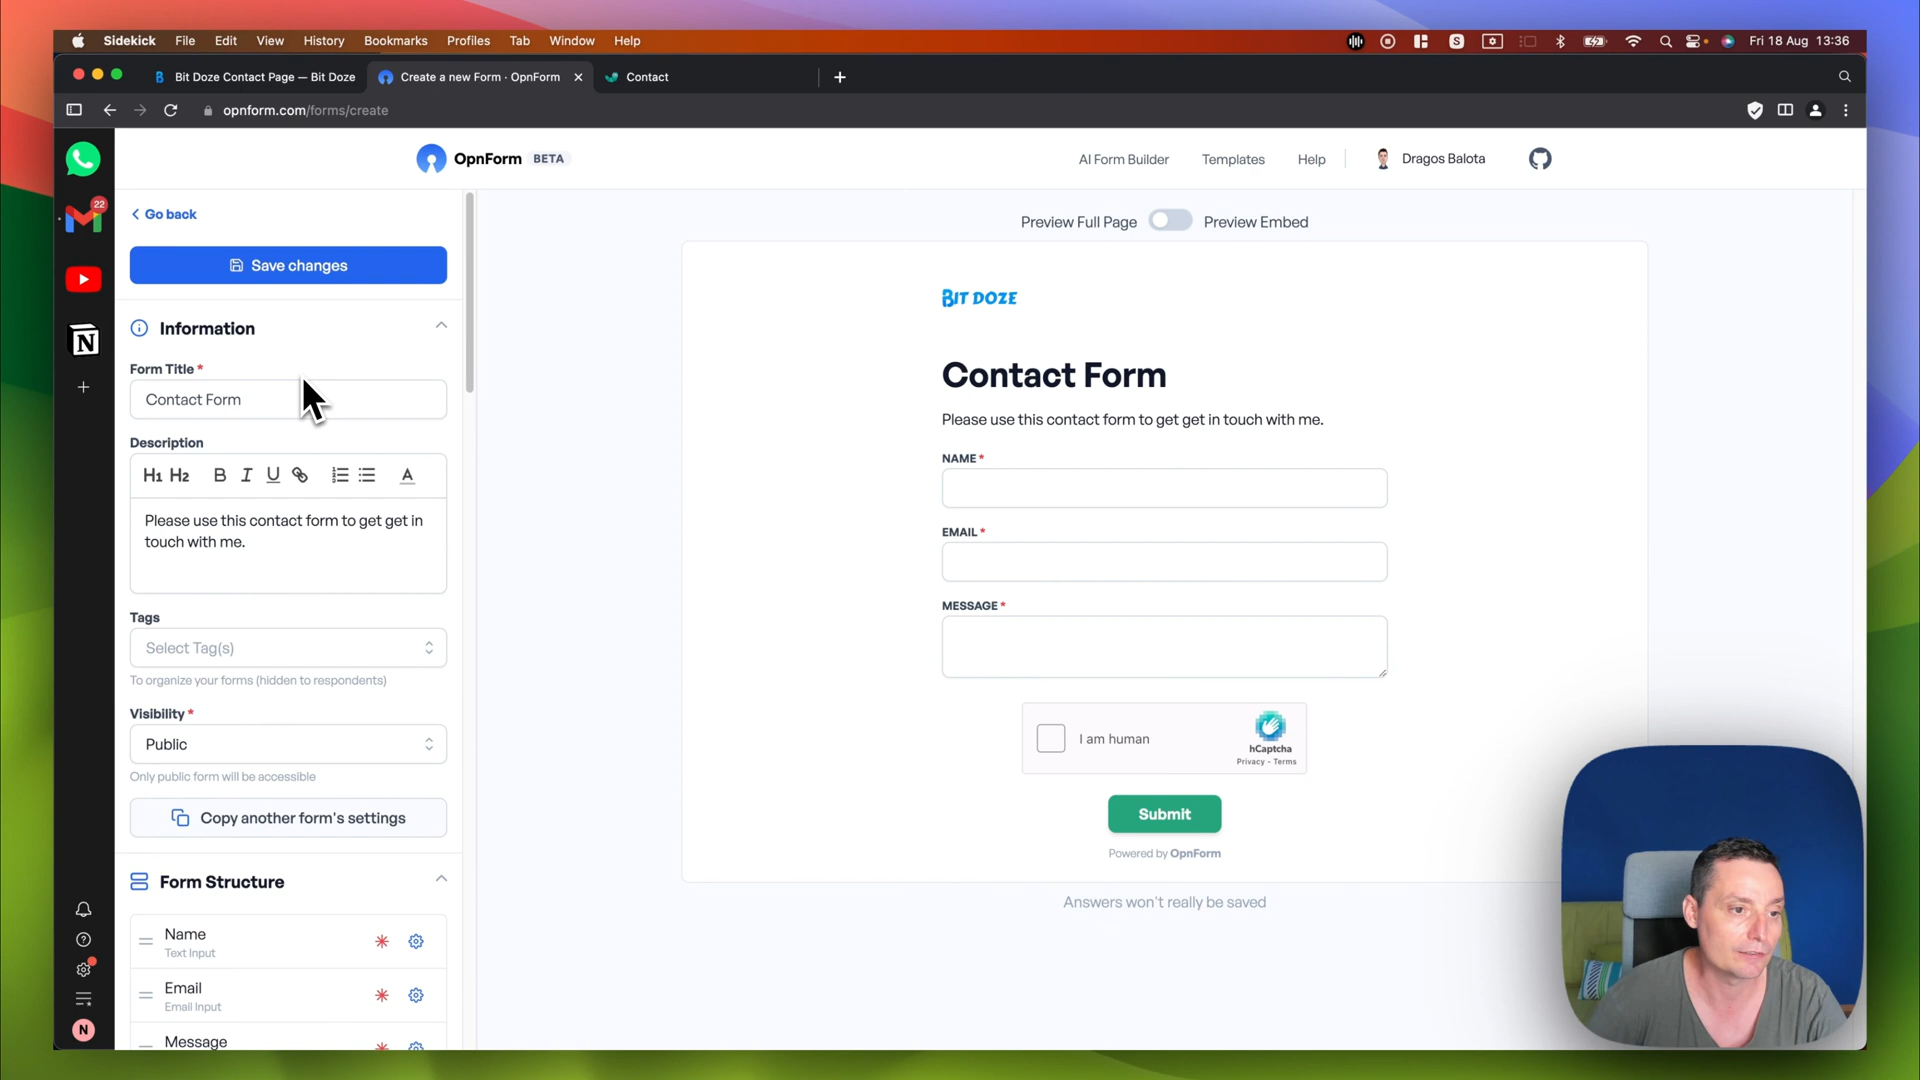 Sidekick File Edit View History Bookmarks Profiles Tab Window Help
S
Fri 18 Aug 13:36
Bit Doze Contact Page — Bit Doze
Create a new Form · OpnForm
Contact
opnform.com/forms/create
22
N
N
OpnForm BETA
AI Form Builder
Templates
Help
Dragos Balota
Go back
Save changes
Information
Form Title *
Contact Form
Description
H1 H2 B I U A
Please use this contact form to get get in
touch with me.
Tags
Select Tag(s)
To organize your forms (hidden to respondents)
Visibility *
Public
Only public form will be accessible
Copy another form's settings
Form Structure
Name
Text Input
Email
Email Input
Message
Preview Full Page
Preview Embed
BIT DOZE
Contact Form
Please use this contact form to get get in touch with me.
NAME *
EMAIL *
MESSAGE *
I am human
hCaptcha
Privacy - Terms
Submit
Powered by OpnForm
Answers won't really be saved